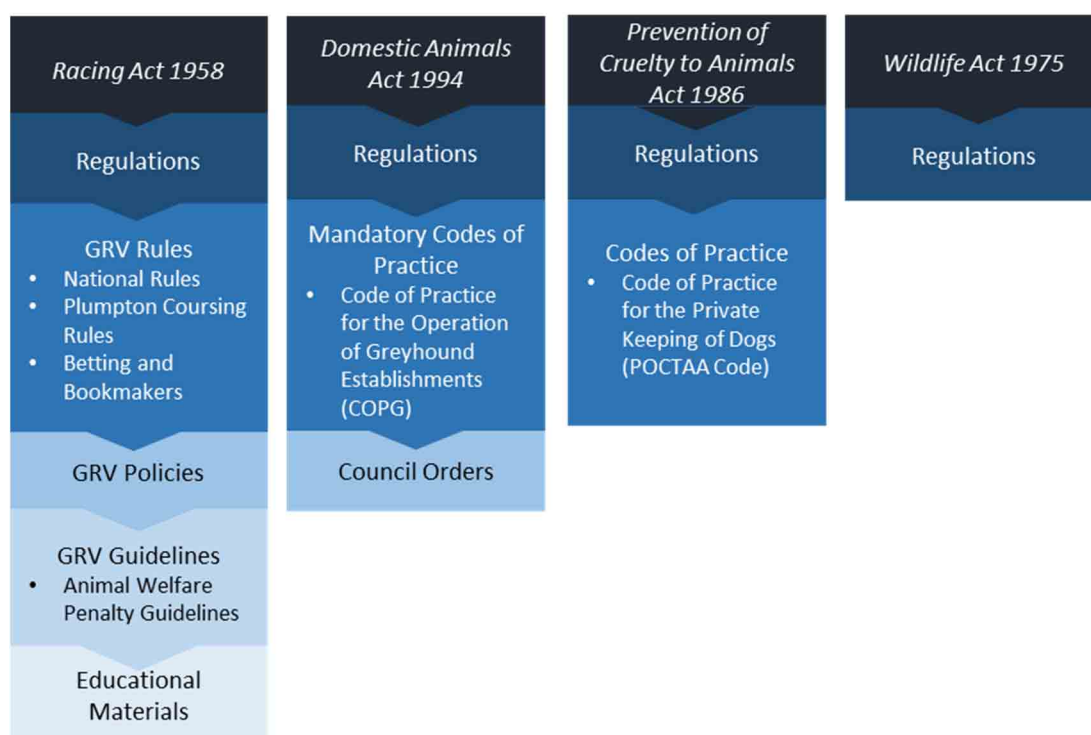 Racing Act 1958
Regulations
GRV Rules
• National Rules
• Plumpton Coursing
Rules
• Betting and
Bookmakers
GRV Policies
GRV Guidelines
• Animal Welfare
Penalty Guidelines
Educational
Materials
Domestic Animals
Act 1994
Regulations
Mandatory Codes of
Practice
• Code of Practice
for the Operation
of Greyhound
Establishments
(COPG)
Council Orders
Prevention of
Cruelty to Animals
Act 1986
Regulations
Codes of Practice
• Code of Practice
for the Private
Keeping of Dogs
(POCTAA Code)
Wildlife Act 1975
Regulations